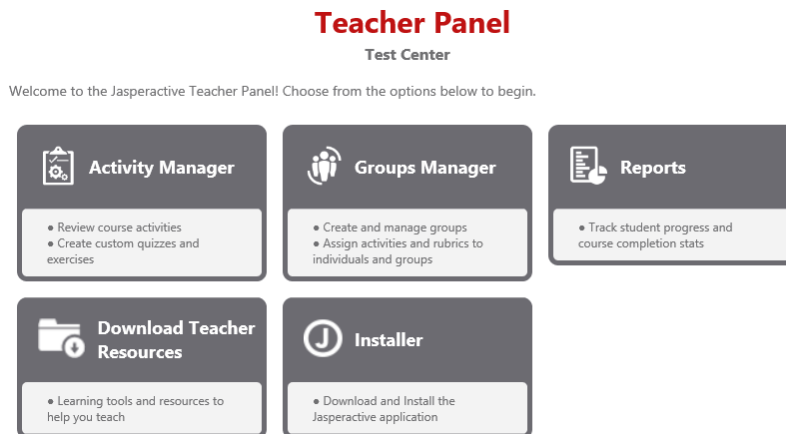 Teacher Panel
Test Center
Welcome to the Jasperactive Teacher Panel! Choose from the options below to begin.
Activity Manager
● Review course activities
● Create custom quizzes and
exercises
Groups Manager
● Create and manage groups
● Assign activities and rubrics to
individuals and groups
Reports
● Track student progress and
course completion stats
Download Teacher
Resources
● Learning tools and resources to
help you teach
J
Installer
● Download and Install the
Jasperactive application